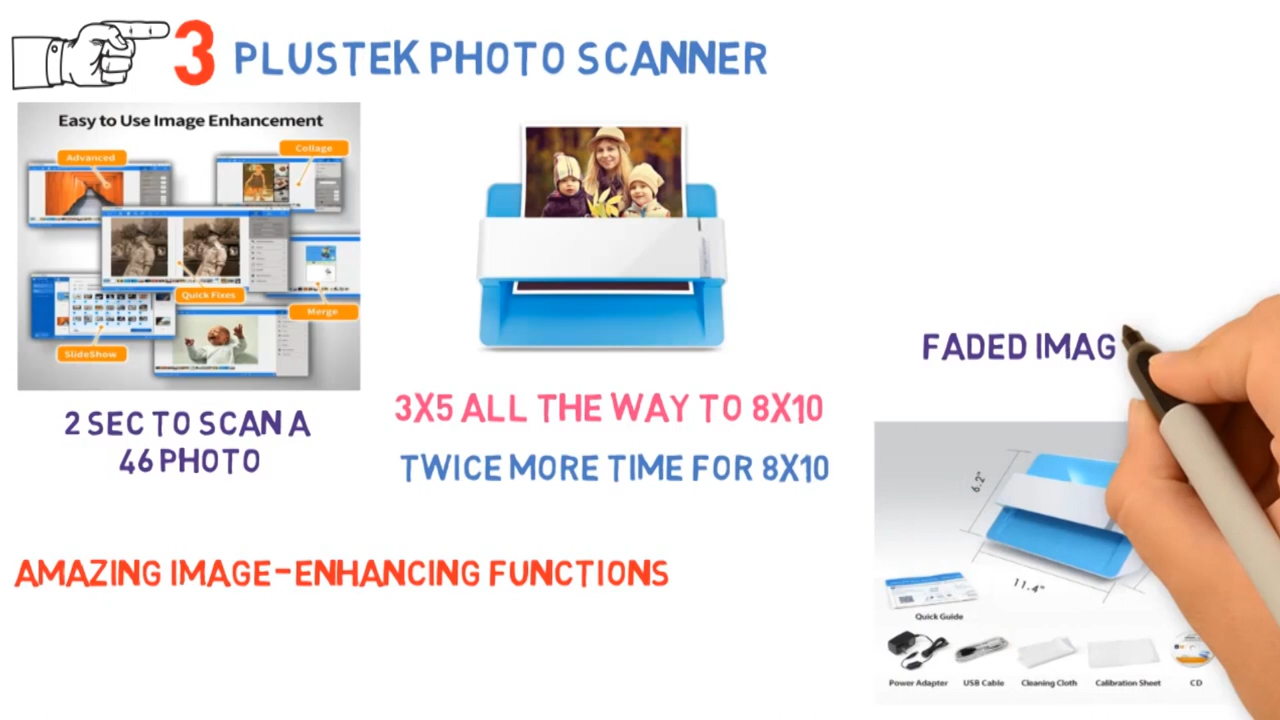 3 PLUSTEK PHOTO SCANNER
Easy to Use Image Enhancement
Advanced
Collage
Quick Fixes
Merge
SlideShow
2 SEC TO SCAN A
46 PHOTO
3X5 ALL THE WAY TO 8X10
TWICE MORE TIME FOR 8X10
AMAZING IMAGE-ENHANCING FUNCTIONS
FADED IMAG
6.2"
11.4"
Quick Guide
Power Adapter
USB Cable
Cleaning Cloth
Calibration Sheet
CD